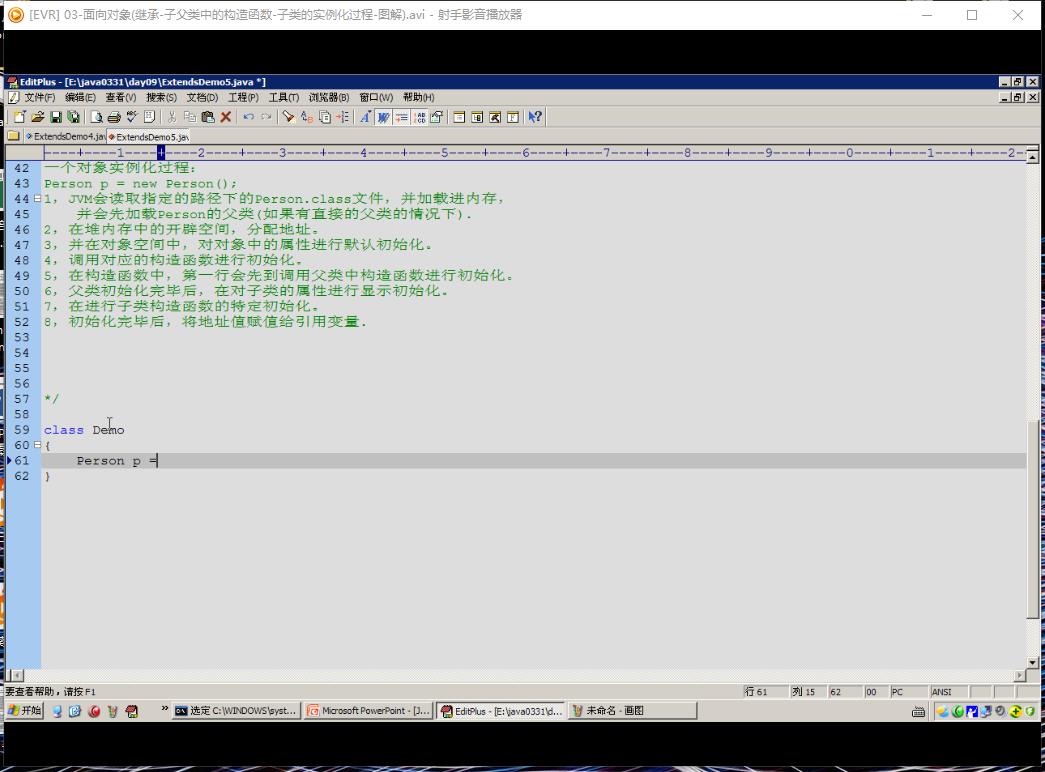 [EVR] 03-面向对象(继承-子父类中的构造函数-子类的实例化过程-图解).avi - 射手影音播放器
EditPlus - [E:\java0331\day09\ExtendsDemo5.java *]
文件(F) 编辑(E) 查看(V) 搜索(S) 文档(D) 工程(P) 工具(T) 浏览器(B) 窗口(W) 帮助(H)
ExtendsDemo4.jav ExtendsDemo5.jav
----+----1----+----2----+----3----+----4----+----5----+----6----+----7----+----8----+----9----+----0----+----1----+----2--
42 一个对象实例化过程:
43 Person p = new Person();
44 1, JVM会读取指定的路径下的Person.class文件, 并加载进内存,
45 并会先加载Person的父类(如果有直接的父类的情况下).
46 2, 在堆内存中的开辟空间, 分配地址。
47 3, 并在对象空间中, 对对象中的属性进行默认初始化。
48 4, 调用对应的构造函数进行初始化。
49 5, 在构造函数中, 第一行会先到调用父类中构造函数进行初始化。
50 6, 父类初始化完毕后, 在对子类的属性进行显示初始化。
51 7, 在进行子类构造函数的特定初始化。
52 8, 初始化完毕后, 将地址值赋值给引用变量.
53
54
55
56
57 */
58
59 class Demo
60 {
61 Person p =
62 }
要查看帮助，请按 F1 行 61 列 15 62 00 PC ANSI
开始 » 选定 C:\WINDOWS\syst... Microsoft PowerPoint - [J... EditPlus - [E:\java0331\d... 未命名 - 画图